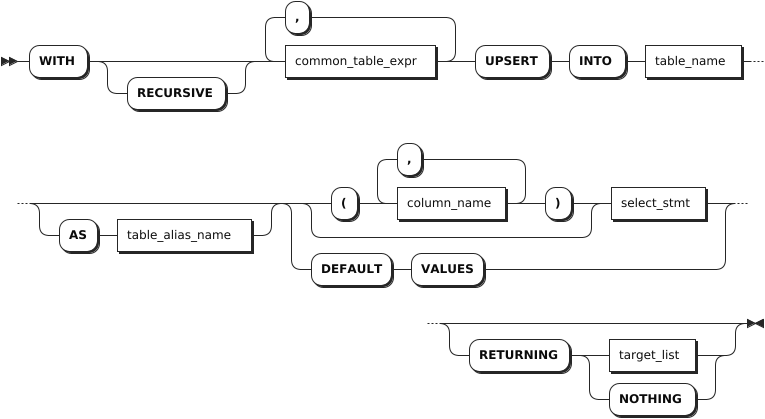 ,
WITH common_table_expr UPSERT INTO table_name
RECURSIVE
,
( column_name ) select_stmt
AS table_alias_name
DEFAULT VALUES
RETURNING target_list
NOTHING